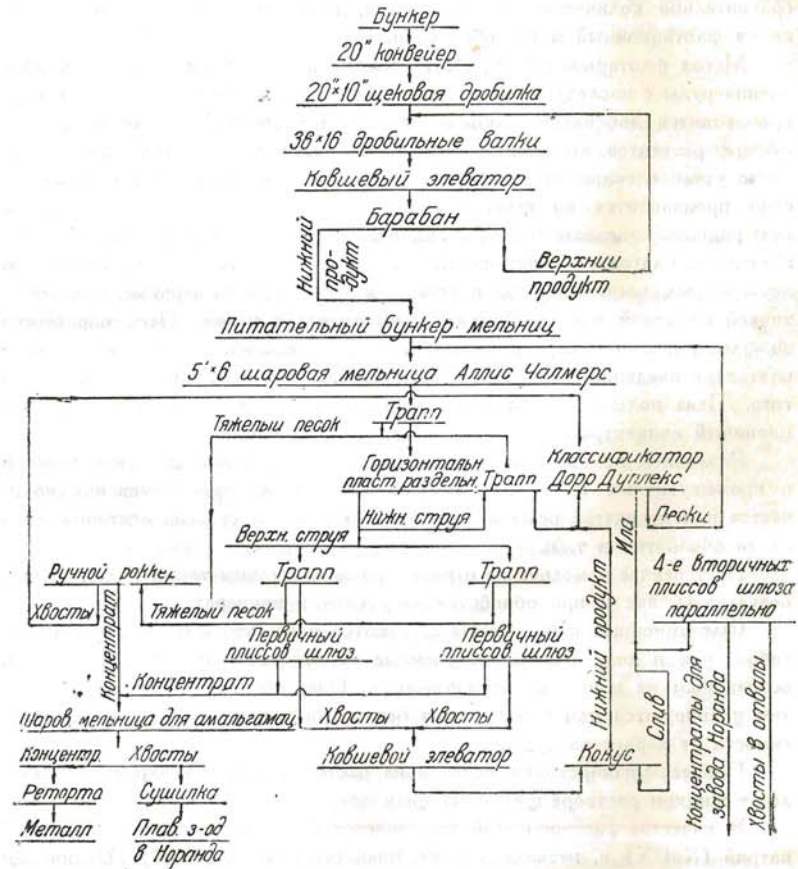 Бункер
20" конвейер
20"×10" щековая дробилка
36×16 дробильные валки
Ковшевый элеватор
Барабан
Нижний
про-
дукт
Верхний
продукт
Питательный бункер мельниц
5'×6 шаровая мельница Аллис Чалмерс
Трапп
Тяжелый песок
Горизонтальн
пласт. раздельн.
Трапп
Классификатор
Дорр Дуплекс
Нижн. струя
Пески
Ила
Верхн. струя
Ручной роккер
Трапп
Трапп
4-е вторичных
плиссов шлюза
параллельно
Хвосты
Концентрат
Тяжелый песок
Первичный
плиссов шлюз.
Первичный
плиссов шлюз
Нижний продукт
Концентрат
Слив
Шаров. мельница для амальгамац.
Хвосты
Хвосты
Концентр.
Хвосты
Ковшевой элеватор
Конус
Концентраты для
завода Норанда
Хвосты в отвалы
Реторта
Сушилка
Металл
Плав. з-од
в Норанда